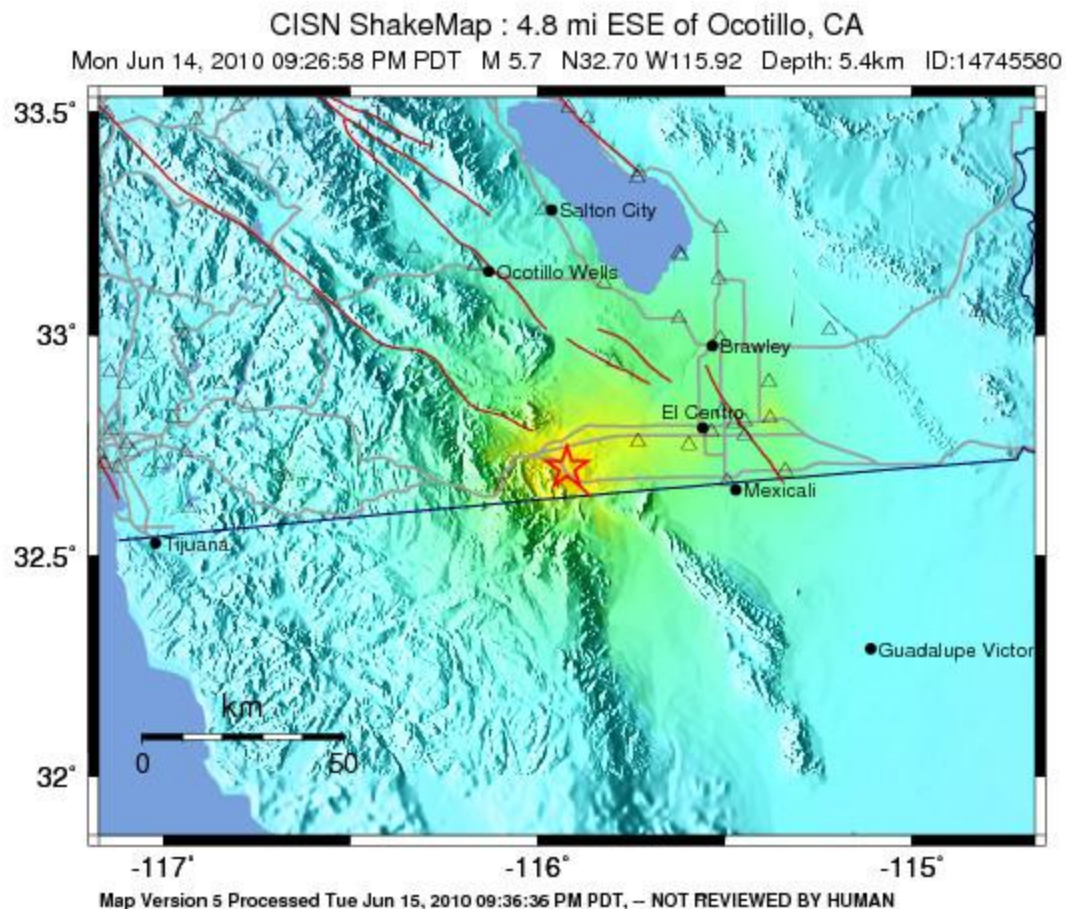 CISN ShakeMap : 4.8 mi ESE of Ocotillo, CA
Mon Jun 14, 2010 09:26:58 PM PDT M 5.7 N32.70 W115.92 Depth: 5.4km ID:14745580
33.5°
Salton City
Ocotillo Wells
33°
Brawley
El Centro
Mexicali
32.5°
Tijuana
Guadalupe Victor
km
0 50
32°
-117° -116° -115°
Map Version 5 Processed Tue Jun 15, 2010 09:36:36 PM PDT, -- NOT REVIEWED BY HUMAN